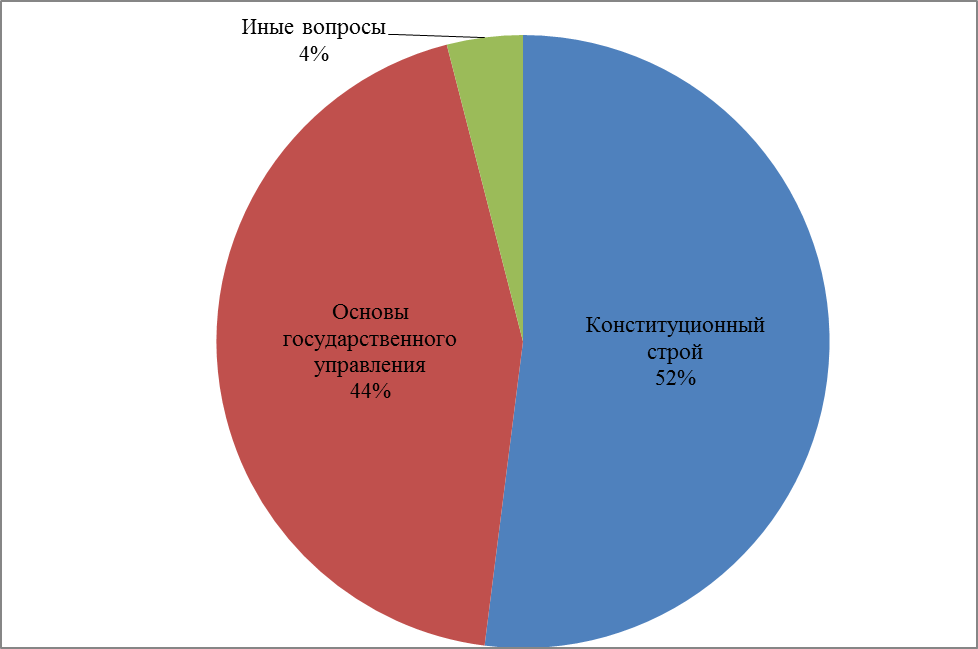 Иные вопросы
4%
Основы
государственного
управления
44%
Конституционный
строй
52%